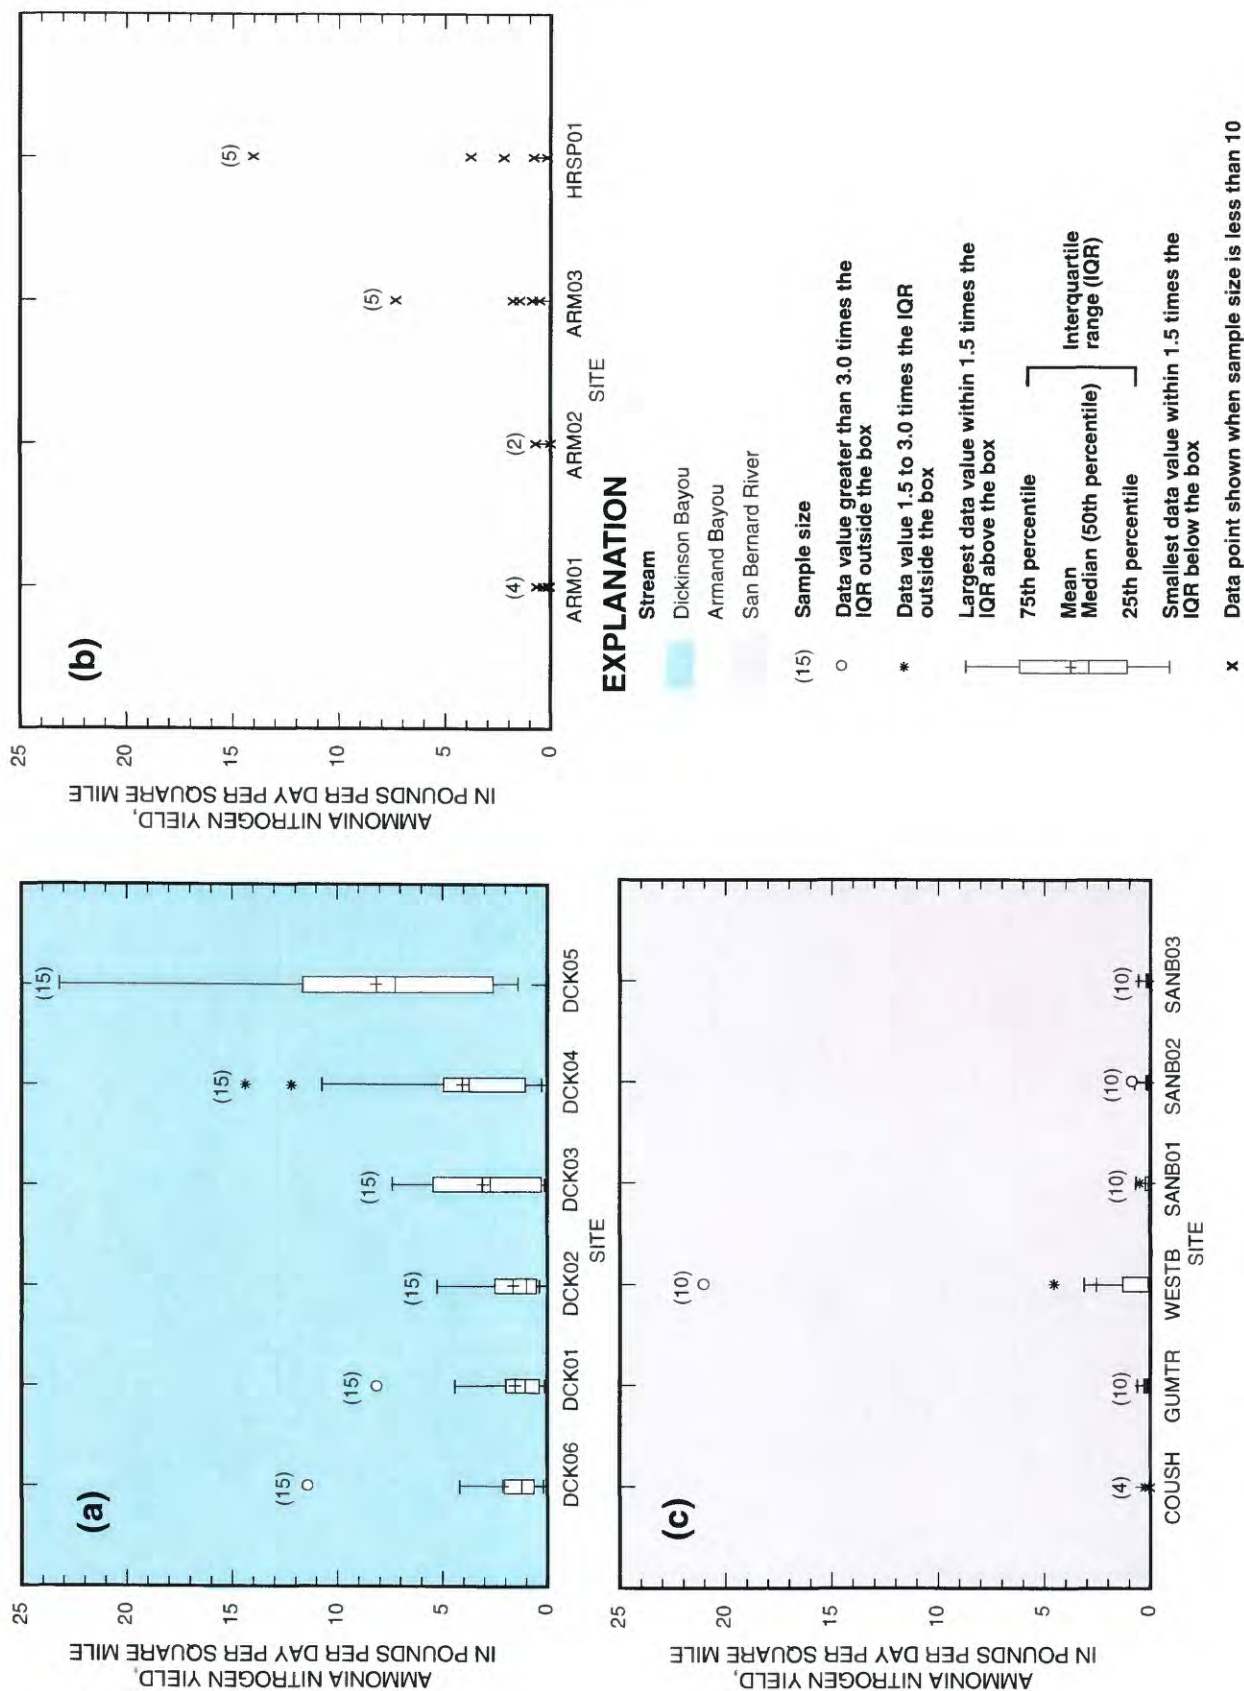 (a)
AMMONIA NITROGEN YIELD,
IN POUNDS PER DAY PER SQUARE MILE
25
20
15
10
5
0
(15)
(15)
(15)
(15)
(15)
(15)
DCK06
DCK01
DCK02
DCK03
DCK04
DCK05
SITE
(b)
AMMONIA NITROGEN YIELD,
IN POUNDS PER DAY PER SQUARE MILE
25
20
15
10
5
0
(4)
(2)
(5)
(5)
ARM01
ARM02
ARM03
HRSP01
SITE
(c)
AMMONIA NITROGEN YIELD,
IN POUNDS PER DAY PER SQUARE MILE
25
20
15
10
5
0
(4)
(10)
(10)
(10)
(10)
(10)
COUSH
GUMTR
WESTB
SANB01
SANB02
SANB03
SITE
EXPLANATION
Stream
Dickinson Bayou
Armand Bayou
San Bernard River
(15)
Sample size
Data value greater than 3.0 times the
IQR outside the box
Data value 1.5 to 3.0 times the IQR
outside the box
Largest data value within 1.5 times the
IQR above the box
75th percentile
Mean
Median (50th percentile)
25th percentile
Interquartile
range (IQR)
Smallest data value within 1.5 times the
IQR below the box
x Data point shown when sample size is less than 10